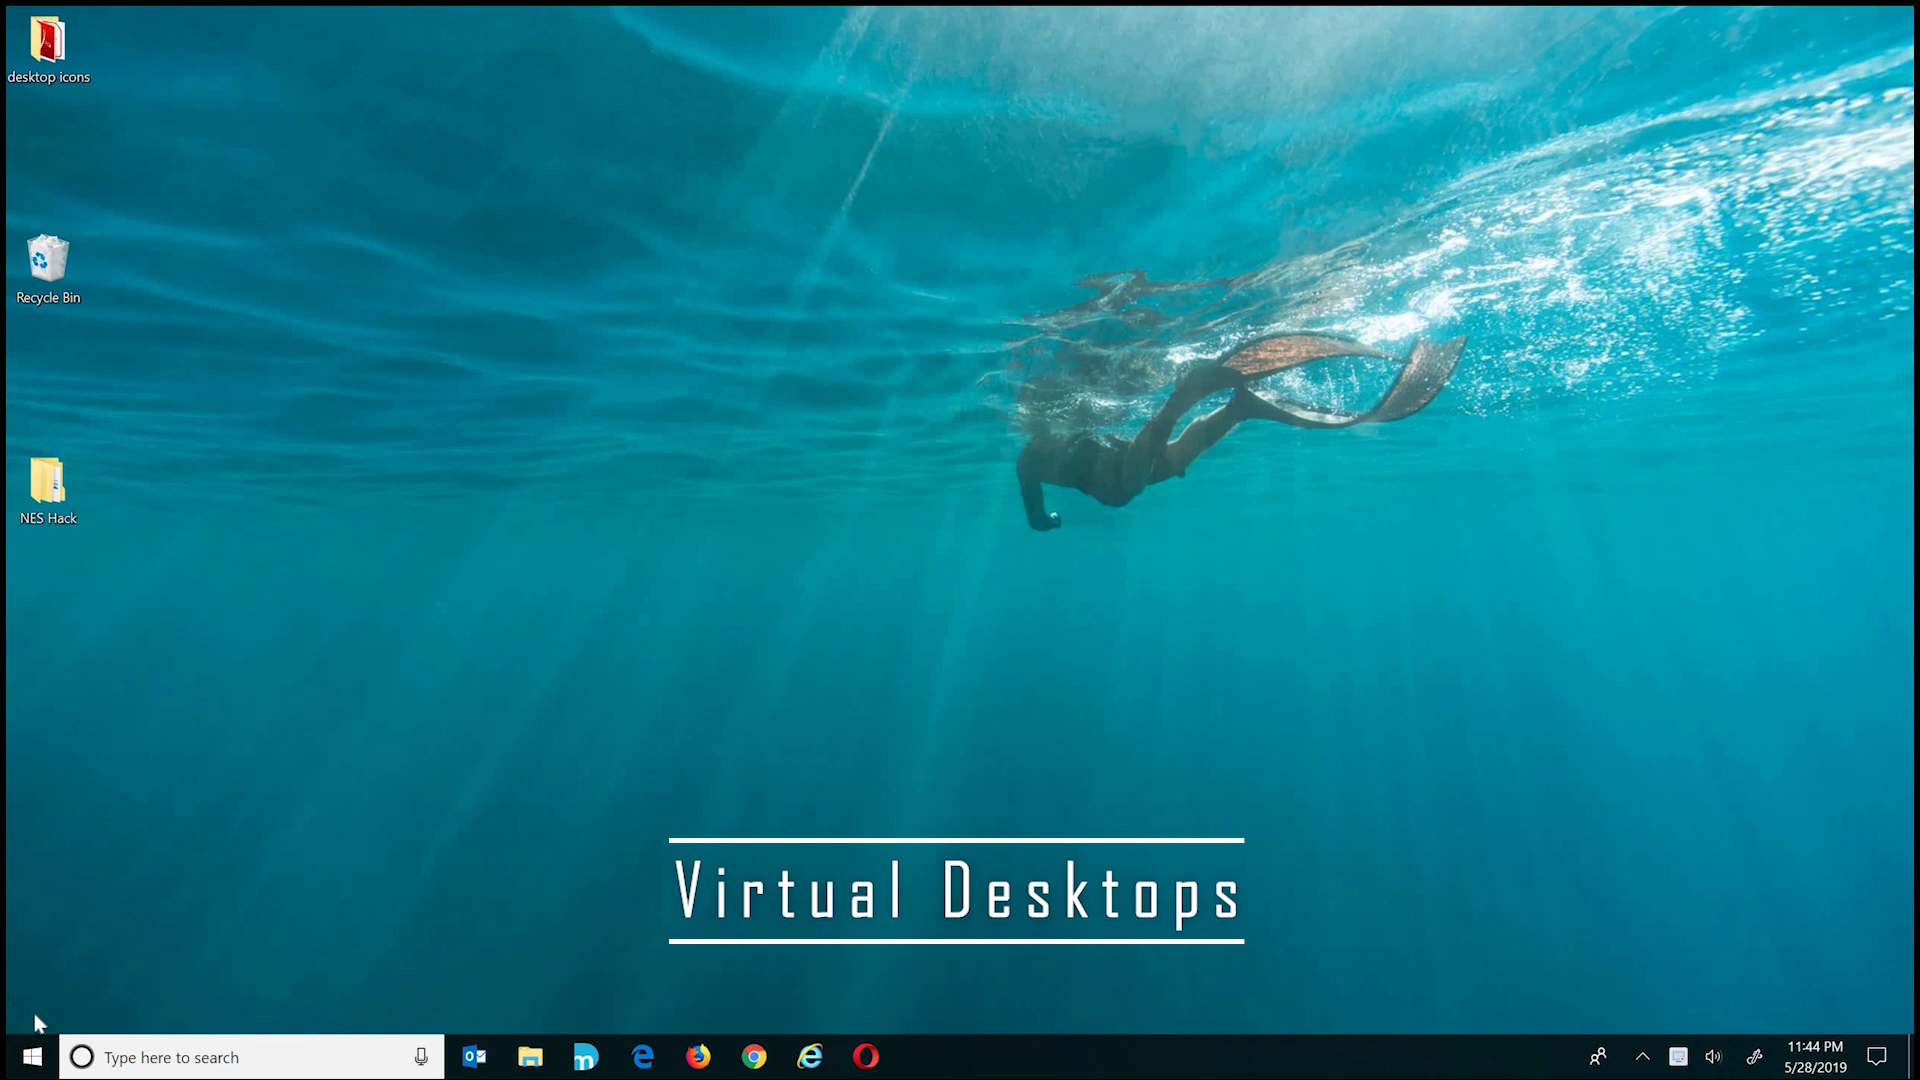 desktop icons
Recycle Bin
NES Hack
Virtual Desktops
Type here to search
11:44 PM
5/28/2019